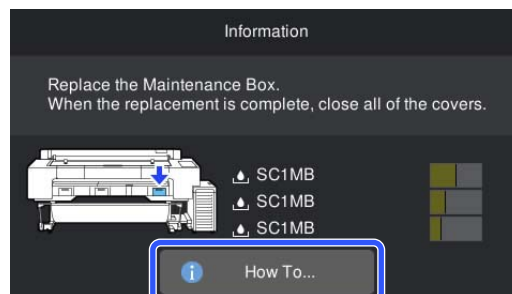 Information
Replace the Maintenance Box.
When the replacement is complete, close all of the covers.
SC1MB
SC1MB
SC1MB
How To...